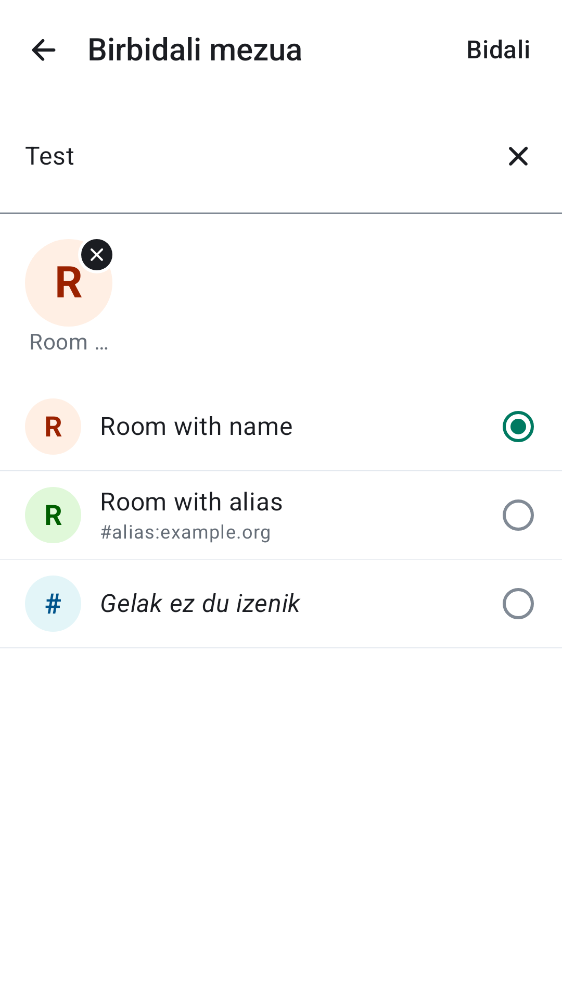 Birbidali mezua
Bidali
Test
R
Room …
R
Room with name
R
Room with alias
#alias:example.org
#
Gelak ez du izenik